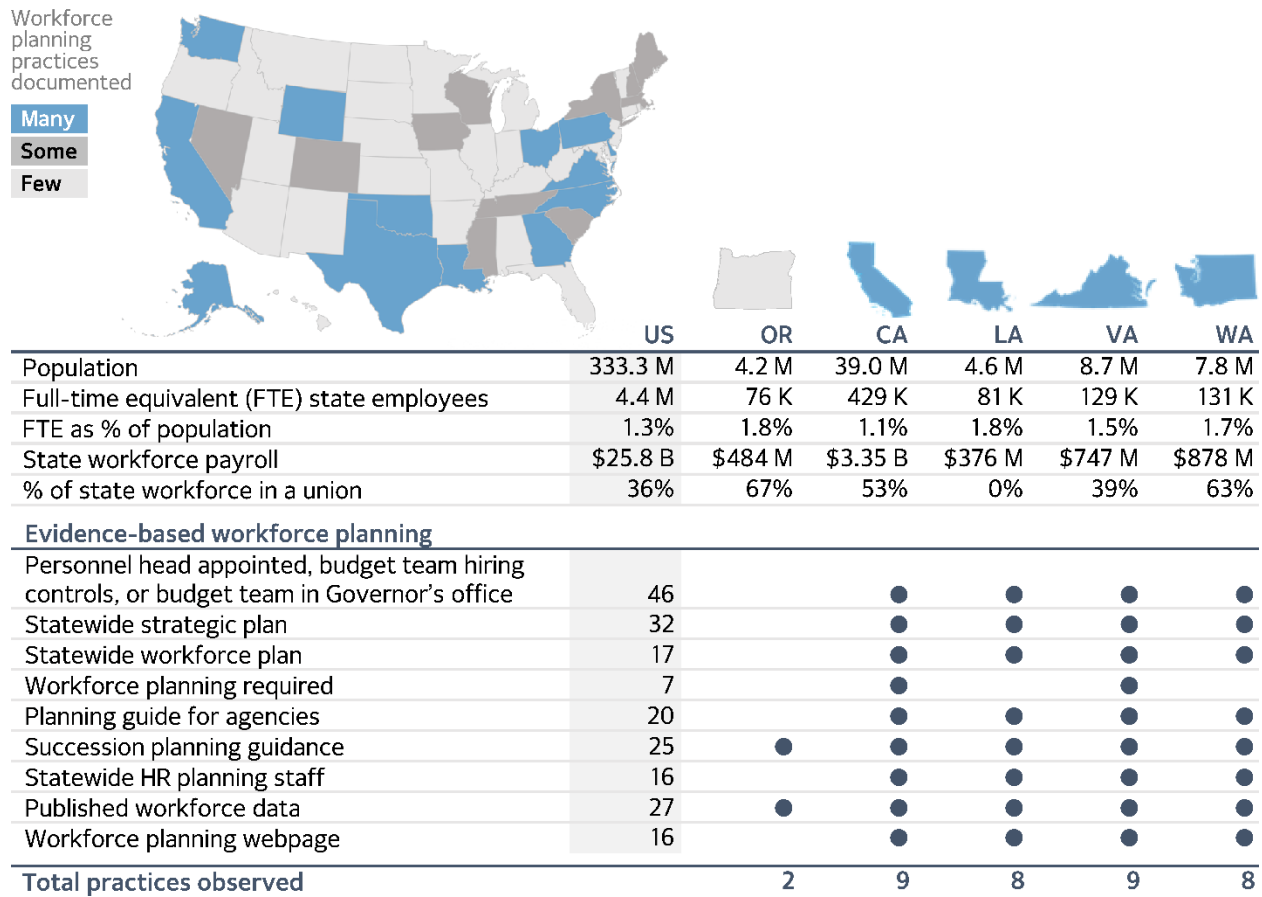 Workforce
planning
practices
documented
Many
Some
Few
US OR CA LA VA WA
Population 333.3 M 4.2 M 39.0 M 4.6 M 8.7 M 7.8 M
Full-time equivalent (FTE) state employees 4.4 M 76 K 429 K 81 K 129 K 131 K
FTE as % of population 1.3% 1.8% 1.1% 1.8% 1.5% 1.7%
State workforce payroll $25.8 B $484 M $3.35 B $376 M $747 M $878 M
% of state workforce in a union 36% 67% 53% 0% 39% 63%
Evidence-based workforce planning
Personnel head appointed, budget team hiring
controls, or budget team in Governor’s office 46 ● ● ● ●
Statewide strategic plan 32 ● ● ● ●
Statewide workforce plan 17 ● ● ● ●
Workforce planning required 7 ● ●
Planning guide for agencies 20 ● ● ● ●
Succession planning guidance 25 ● ● ● ● ●
Statewide HR planning staff 16 ● ● ● ●
Published workforce data 27 ● ● ● ● ●
Workforce planning webpage 16 ● ● ● ●
Total practices observed 2 9 8 9 8